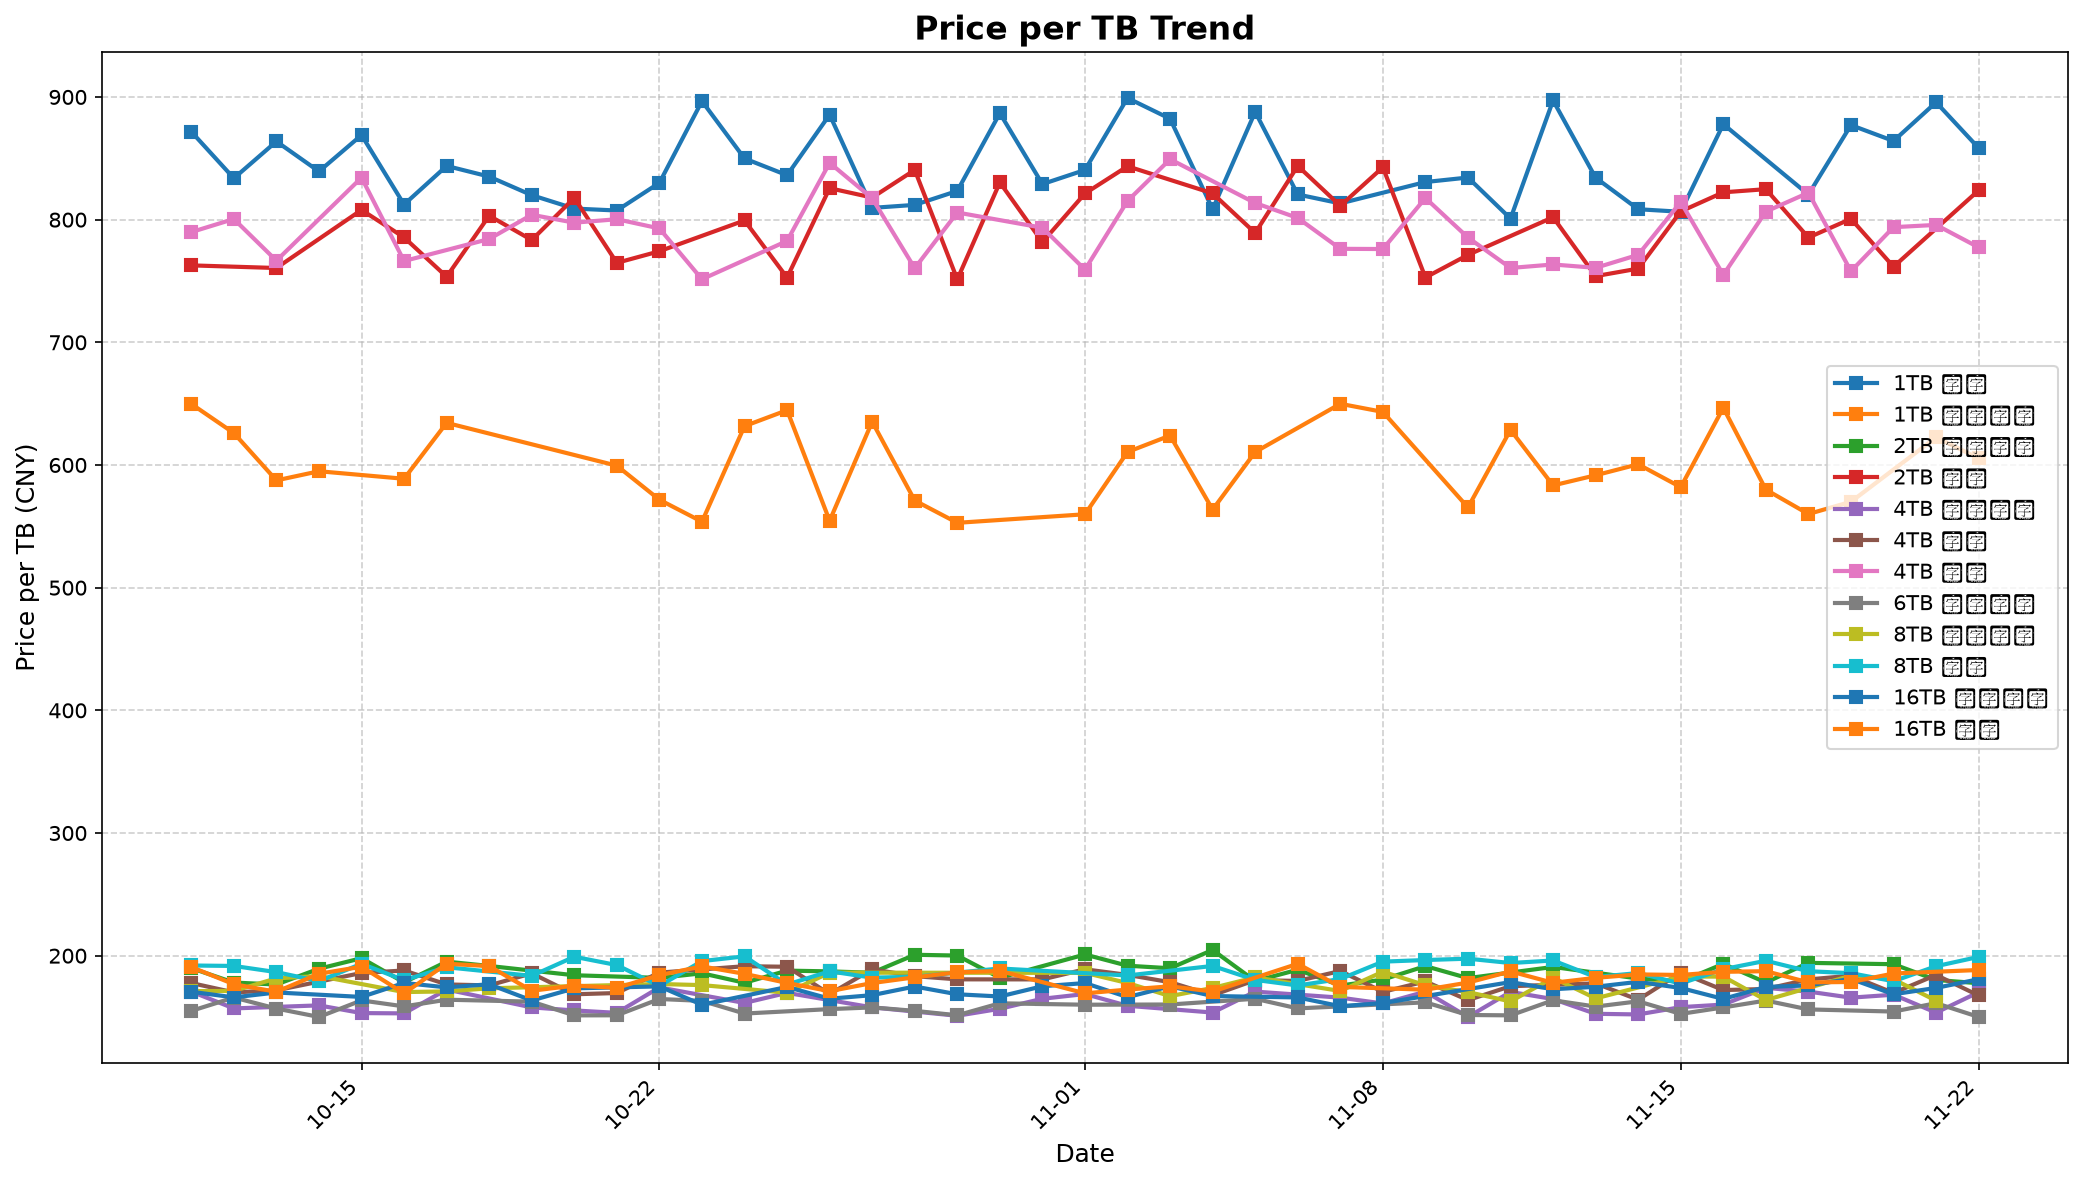 Price per TB Trend
900
800
700
600
500
400
300
200
Price per TB (CNY)
10-15
10-22
11-01
11-08
11-15
11-22
Date
1TB
1TB
2TB
2TB
4TB
4TB
4TB
6TB
8TB
8TB
16TB
16TB